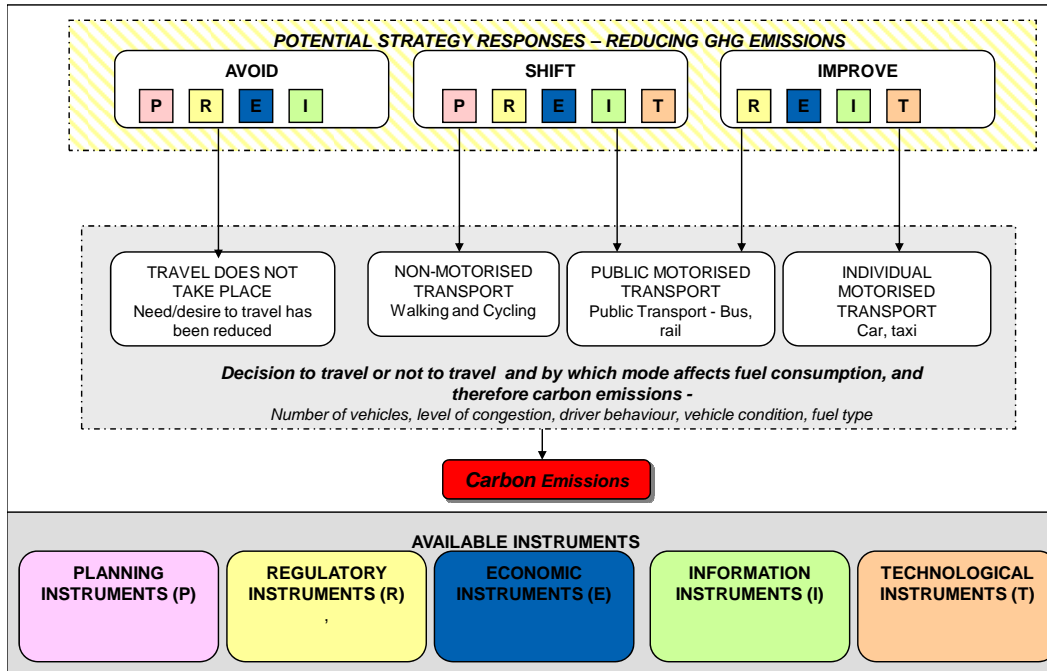 POTENTIAL STRATEGY RESPONSES – REDUCING GHG EMISSIONS
AVOID
P R E I
SHIFT
P R E I T
IMPROVE
R E I T
TRAVEL DOES NOT
TAKE PLACE
Need/desire to travel has
been reduced
NON-MOTORISED
TRANSPORT
Walking and Cycling
PUBLIC MOTORISED
TRANSPORT
Public Transport - Bus,
rail
INDIVIDUAL
MOTORISED
TRANSPORT
Car, taxi
Decision to travel or not to travel and by which mode affects fuel consumption, and
therefore carbon emissions -
Number of vehicles, level of congestion, driver behaviour, vehicle condition, fuel type
Carbon Emissions
AVAILABLE INSTRUMENTS
PLANNING
INSTRUMENTS (P)
REGULATORY
INSTRUMENTS (R)
,
ECONOMIC
INSTRUMENTS (E)
INFORMATION
INSTRUMENTS (I)
TECHNOLOGICAL
INSTRUMENTS (T)